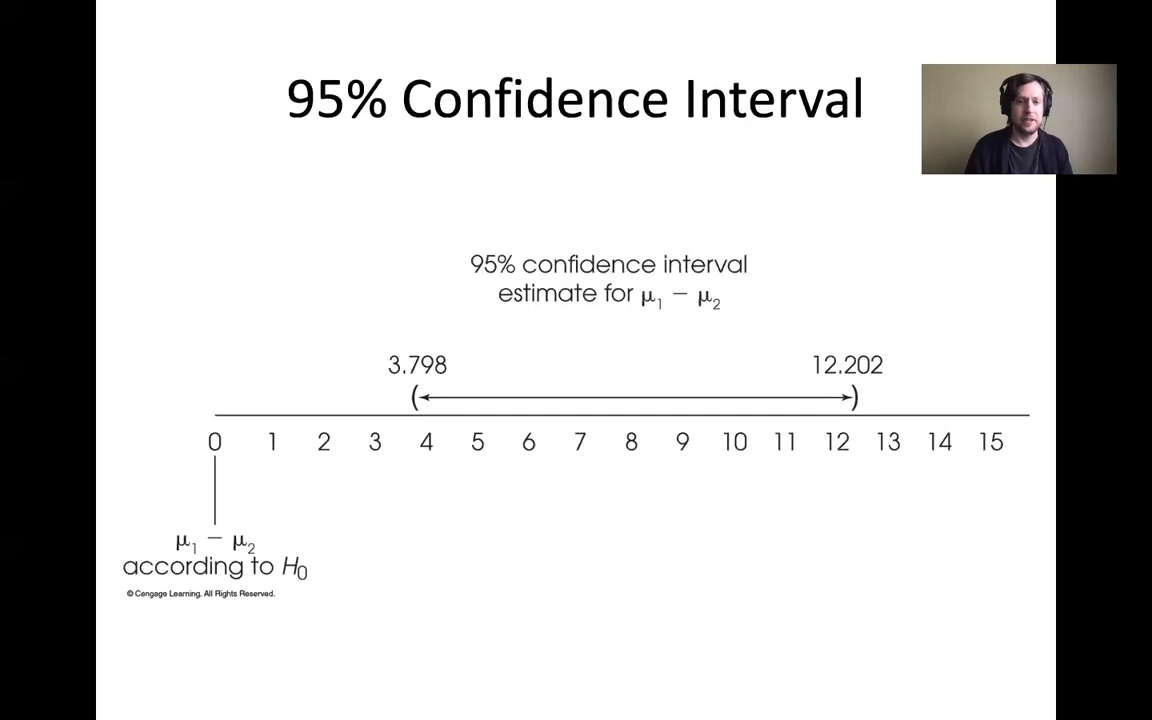 95% Confidence Interval
95% confidence interval
estimate for μ₁ − μ₂
3.798 12.202
( )
0 1 2 3 4 5 6 7 8 9 10 11 12 13 14 15
μ₁ − μ₂
according to H₀
© Cengage Learning. All Rights Reserved.